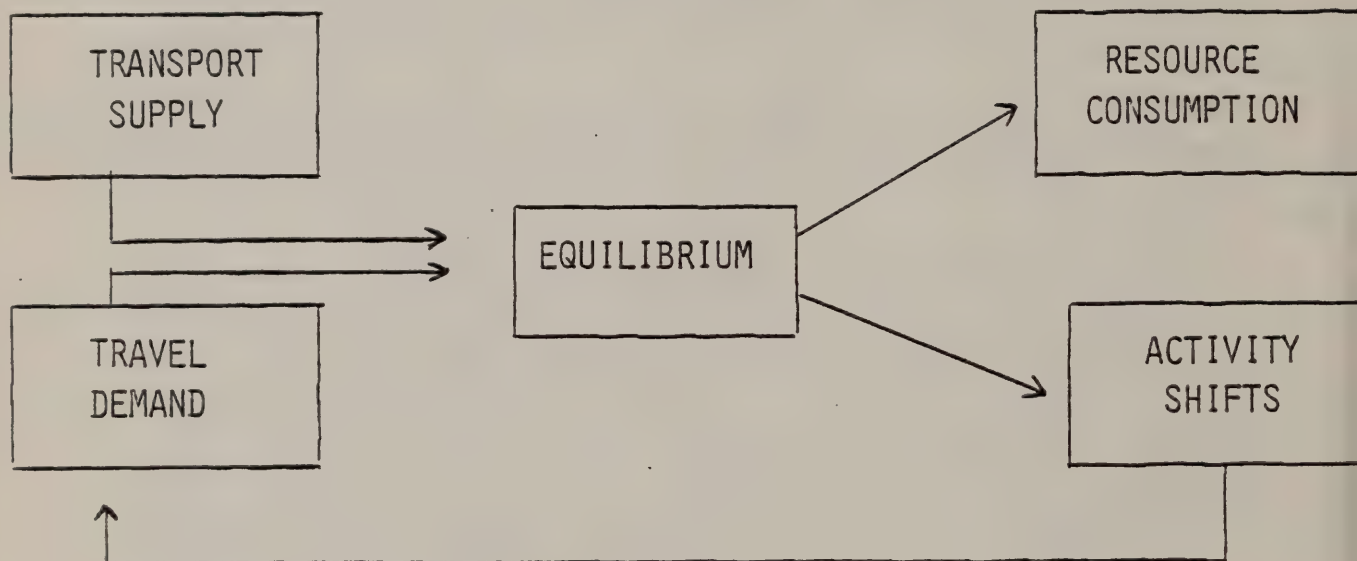 TRANSPORT
SUPPLY
RESOURCE
CONSUMPTION
EQUILIBRIUM
TRAVEL
DEMAND
ACTIVITY
SHIFTS